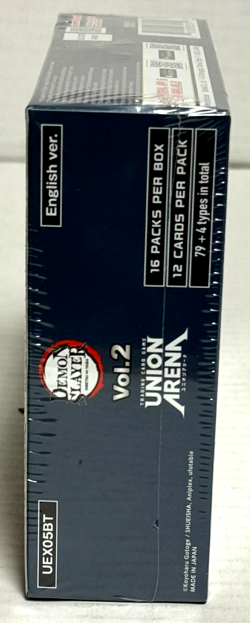 English ver.
16 PACKS PER BOX
12 CARDS PER PACK
79 + 4 types in total
DEMON
SLAYER
Vol.2
TRADING CARD GAME
UNION
ARENA
ユニオンアリーナ
UEX05BT
©Koyoharu Gotoge / SHUEISHA, Aniplex, ufotable
MADE IN JAPAN